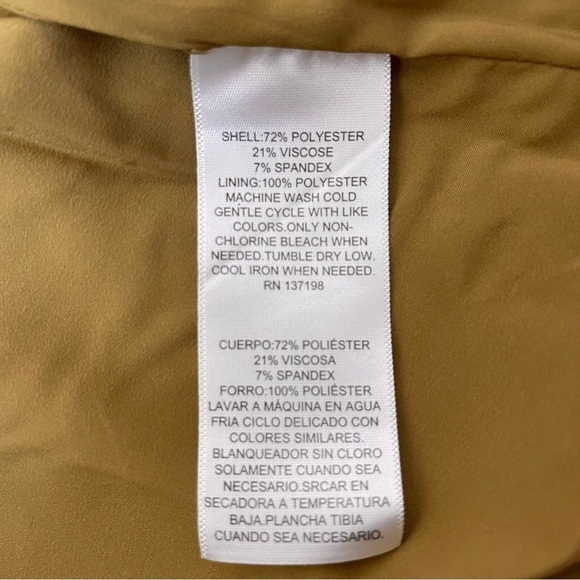 SHELL:72% POLYESTER
21% VISCOSE
7% SPANDEX
LINING:100% POLYESTER
MACHINE WASH COLD
GENTLE CYCLE WITH LIKE
COLORS.ONLY NON-
CHLORINE BLEACH WHEN
NEEDED.TUMBLE DRY LOW.
COOL IRON WHEN NEEDED.
RN 137198
CUERPO:72% POLIÉSTER
21% VISCOSA
7% SPANDEX
FORRO:100% POLIÉSTER
LAVAR A MÁQUINA EN AGUA
FRIA CICLO DELICADO CON
COLORES SIMILARES.
BLANQUEADOR SIN CLORO
SOLAMENTE CUANDO SEA
NECESARIO.SRCAR EN
SECADORA A TEMPERATURA
BAJA.PLANCHA TIBIA
CUANDO SEA NECESARIO.